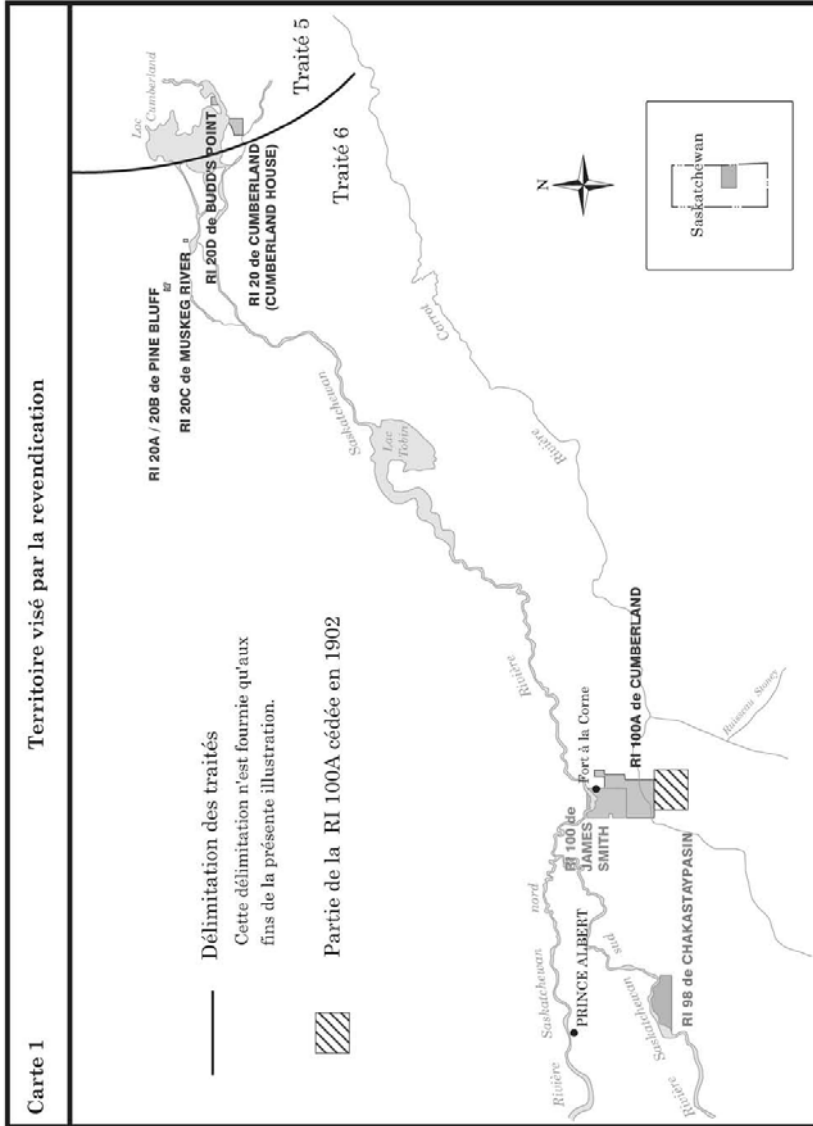 Carte 1
Territoire visé par la revendication
Délimitation des traités
Cette délimitation n'est fournie qu'aux
fins de la présente illustration.
Partie de la RI 100A cédée en 1902
Lac
Cumberland
Traité 5
Traité 6
RI 20A / 20B de PINE BLUFF
RI 20C de MUSKEG RIVER
RI 20D de BUDD'S POINT
RI 20 de CUMBERLAND
(CUMBERLAND HOUSE)
N
Saskatchewan
Saskatchewan
Lac
Tobin
Rivière
Rivière
Carrot
Fort à la Corne
RI 100 de
JAMES
SMITH
RI 100A de CUMBERLAND
Ruisseau Stoney
Rivière
Saskatchewan
nord
PRINCE ALBERT
Rivière
Saskatchewan
sud
RI 98 de CHAKASTAYPASIN